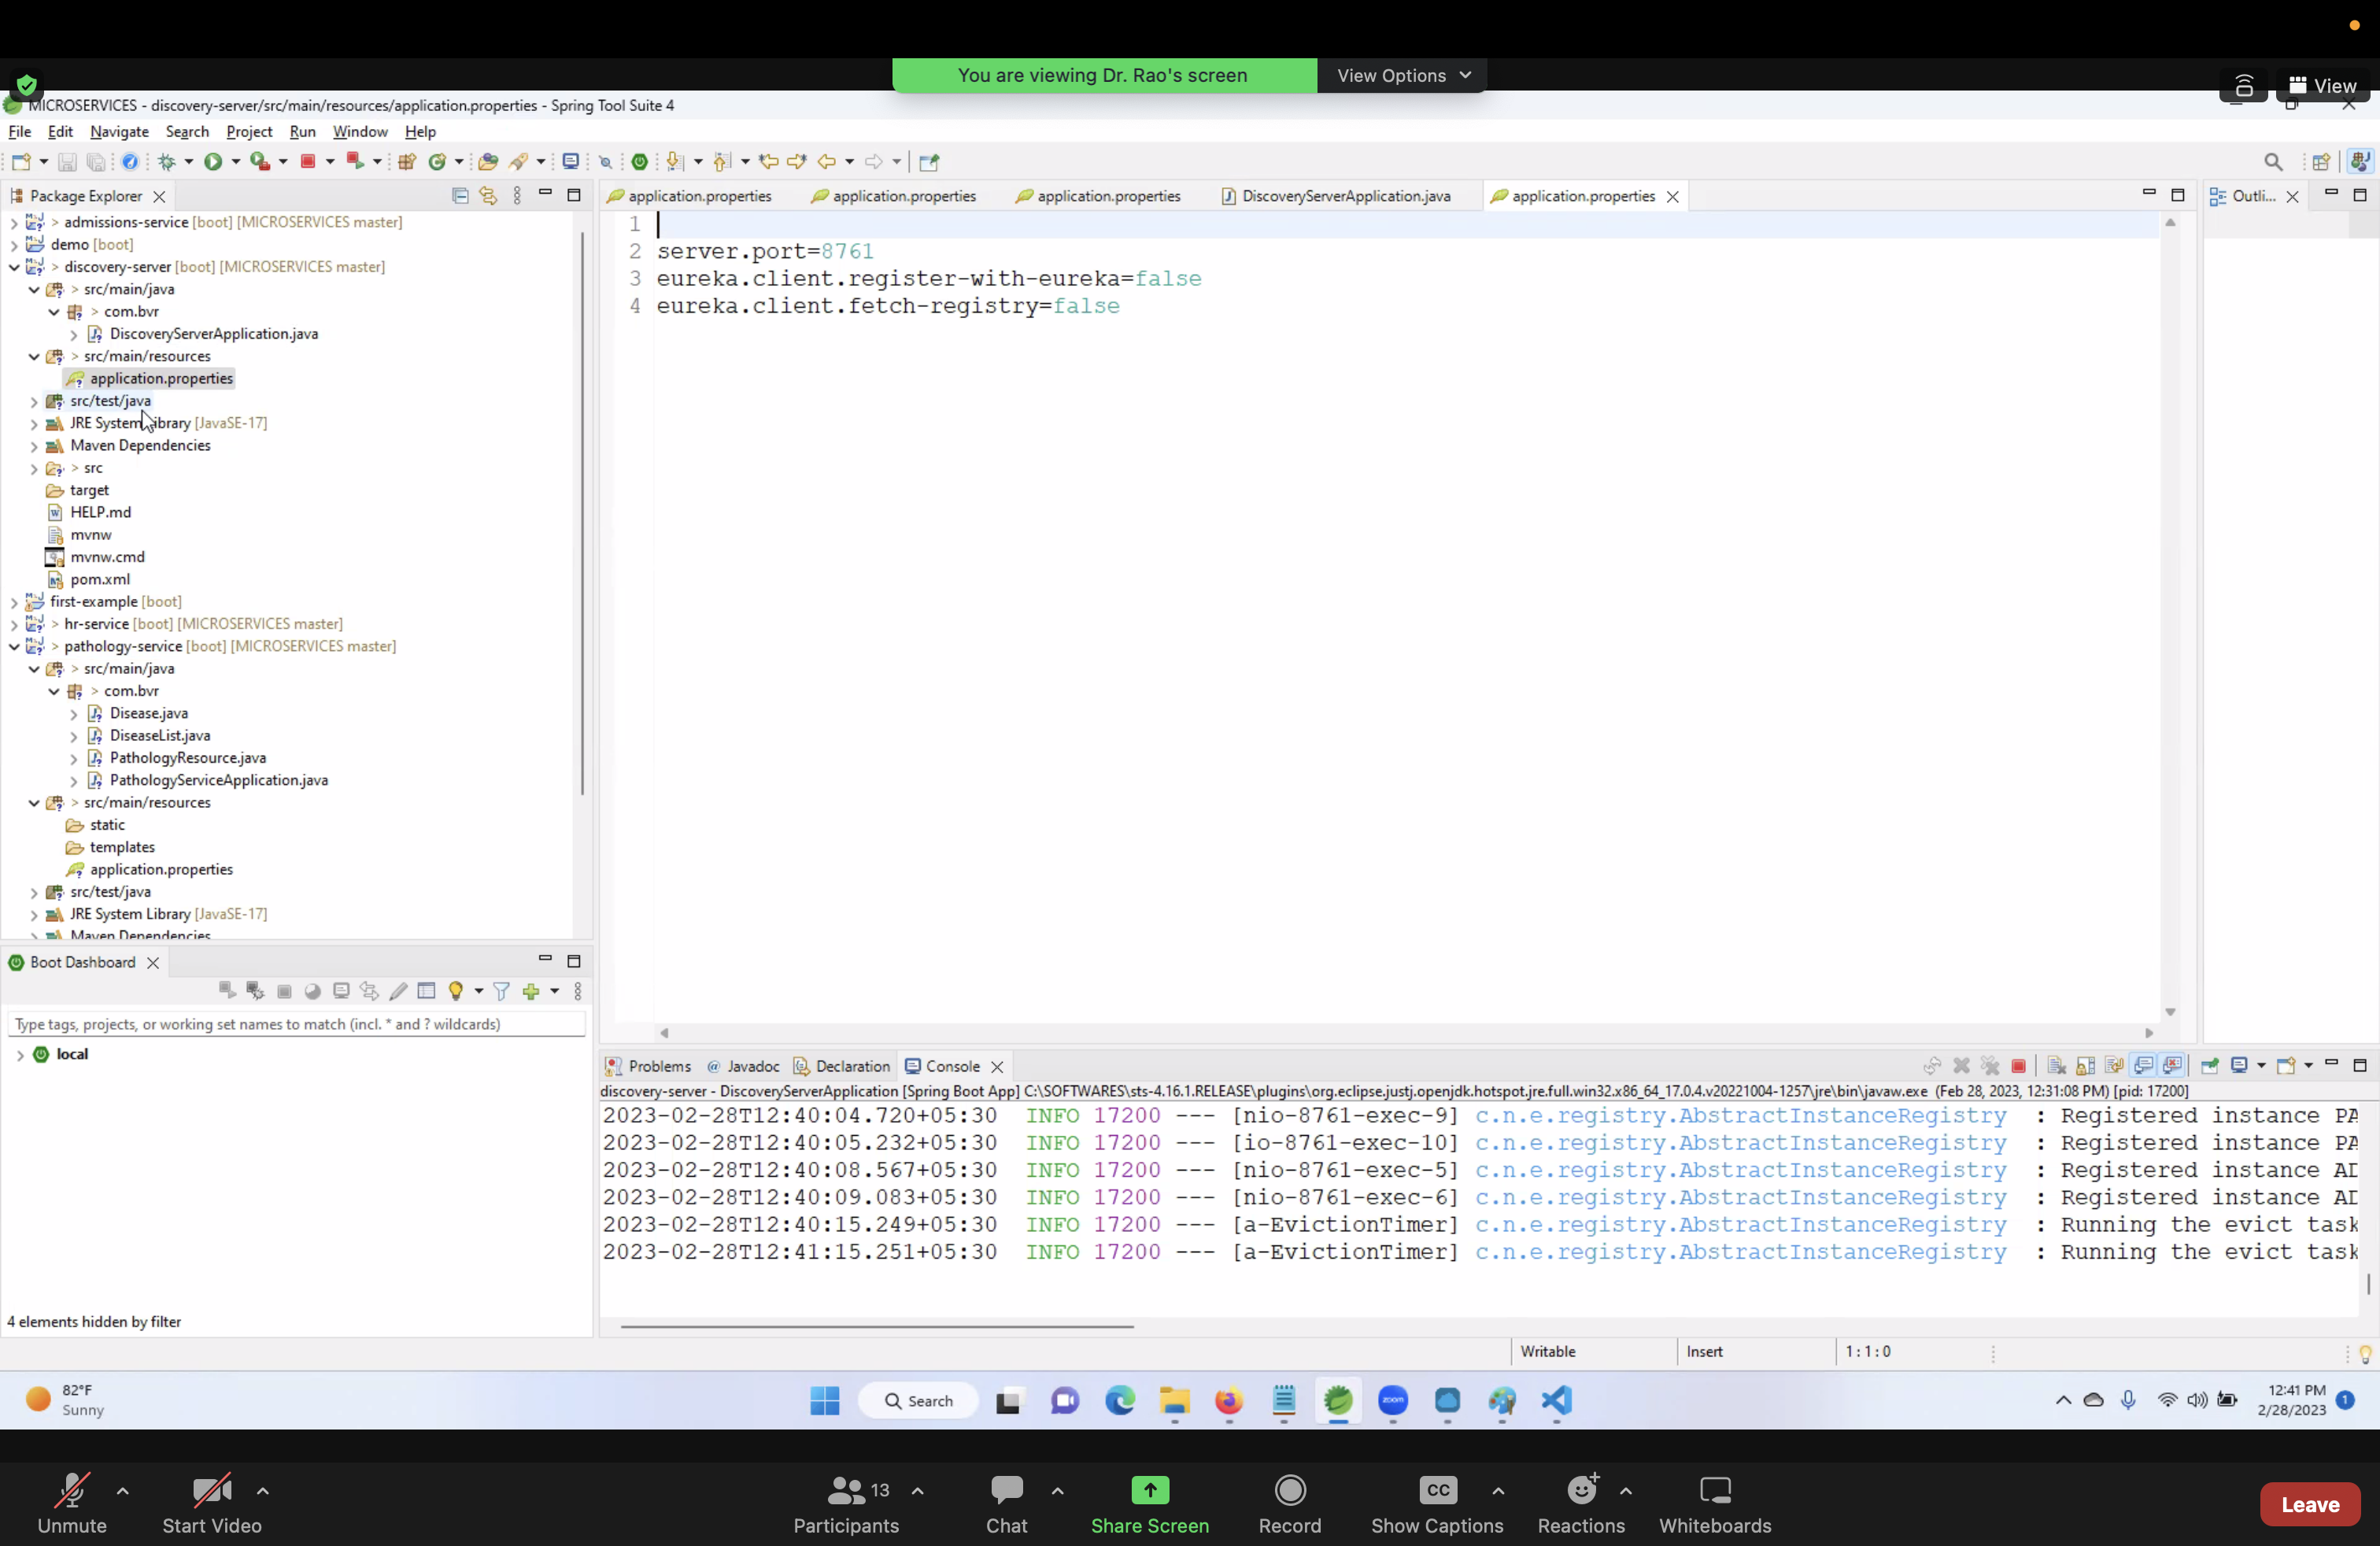 You are viewing Dr. Rao's screen
View Options
View
MICROSERVICES - discovery-server/src/main/resources/application.properties - Spring Tool Suite 4
File Edit Navigate Search Project Run Window Help
Package Explorer
> admissions-service [boot] [MICROSERVICES master]
demo [boot]
> discovery-server [boot] [MICROSERVICES master]
> src/main/java
> com.bvr
DiscoveryServerApplication.java
> src/main/resources
application.properties
src/test/java
JRE System Library [JavaSE-17]
Maven Dependencies
> src
target
HELP.md
mvnw
mvnw.cmd
pom.xml
first-example [boot]
> hr-service [boot] [MICROSERVICES master]
> pathology-service [boot] [MICROSERVICES master]
> src/main/java
> com.bvr
Disease.java
DiseaseList.java
PathologyResource.java
PathologyServiceApplication.java
> src/main/resources
static
templates
application.properties
src/test/java
JRE System Library [JavaSE-17]
Maven Dependencies
application.properties application.properties application.properties DiscoveryServerApplication.java application.properties
1
2 server.port=8761
3 eureka.client.register-with-eureka=false
4 eureka.client.fetch-registry=false
Outli...
Boot Dashboard
Type tags, projects, or working set names to match (incl. * and ? wildcards)
local
4 elements hidden by filter
Problems @ Javadoc Declaration Console
discovery-server - DiscoveryServerApplication [Spring Boot App] C:\SOFTWARES\sts-4.16.1.RELEASE\plugins\org.eclipse.justj.openjdk.hotspot.jre.full.win32.x86_64_17.0.4.v20221004-1257\jre\bin\javaw.exe (Feb 28, 2023, 12:31:08 PM) [pid: 17200]
2023-02-28T12:40:04.720+05:30 INFO 17200 --- [nio-8761-exec-9] c.n.e.registry.AbstractInstanceRegistry : Registered instance PA
2023-02-28T12:40:05.232+05:30 INFO 17200 --- [io-8761-exec-10] c.n.e.registry.AbstractInstanceRegistry : Registered instance PA
2023-02-28T12:40:08.567+05:30 INFO 17200 --- [nio-8761-exec-5] c.n.e.registry.AbstractInstanceRegistry : Registered instance AD
2023-02-28T12:40:09.083+05:30 INFO 17200 --- [nio-8761-exec-6] c.n.e.registry.AbstractInstanceRegistry : Registered instance AD
2023-02-28T12:40:15.249+05:30 INFO 17200 --- [a-EvictionTimer] c.n.e.registry.AbstractInstanceRegistry : Running the evict task
2023-02-28T12:41:15.251+05:30 INFO 17200 --- [a-EvictionTimer] c.n.e.registry.AbstractInstanceRegistry : Running the evict task
Writable Insert 1 : 1 : 0
82°F
Sunny
Search
zoom
12:41 PM
2/28/2023
1
Unmute
Start Video
13
Participants
Chat
Share Screen
Record
CC
Show Captions
Reactions
Whiteboards
Leave